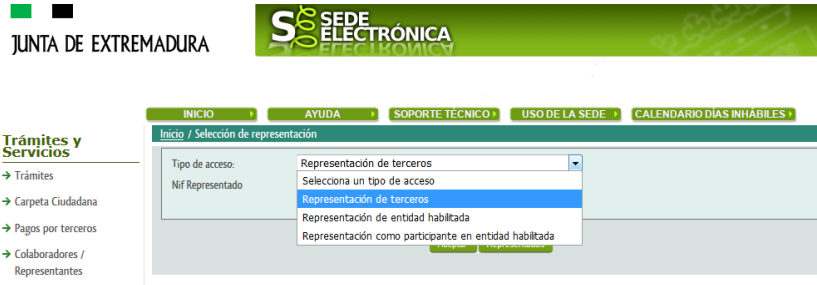 JUNTA DE EXTREMADURA
SEDE
ELECTRÓNICA
INICIO
AYUDA
SOPORTE TÉCNICO
USO DE LA SEDE
CALENDARIO DÍAS INHÁBILES
Trámites y
Servicios
Trámites
Carpeta Ciudadana
Pagos por terceros
Colaboradores /
Representantes
Inicio / Selección de representación
Tipo de acceso:
Representación de terceros
Nif Representado
Selecciona un tipo de acceso
Representación de terceros
Representación de entidad habilitada
Representación como participante en entidad habilitada